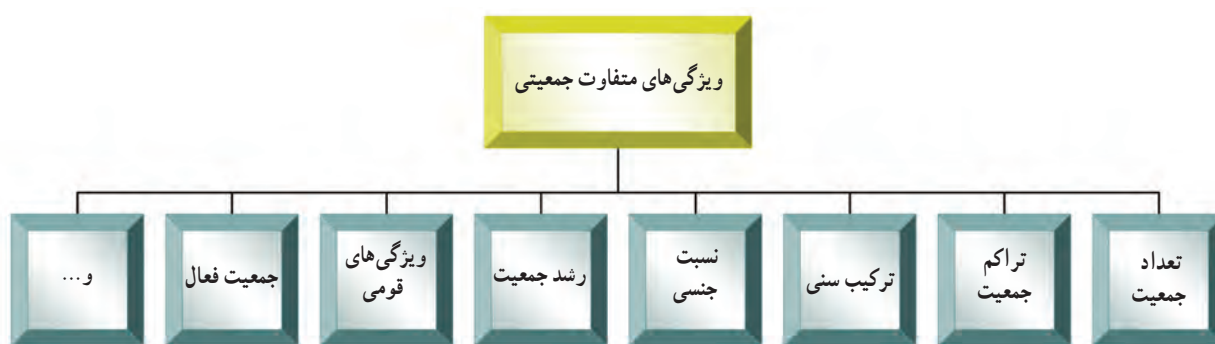 ویژگی‌های متفاوت جمعیتی
تعداد
جمعیت
تراکم
جمعیت
ترکیب سنی
نسبت
جنسی
رشد جمعیت
ویژگی‌های
قومی
جمعیت فعال
و...